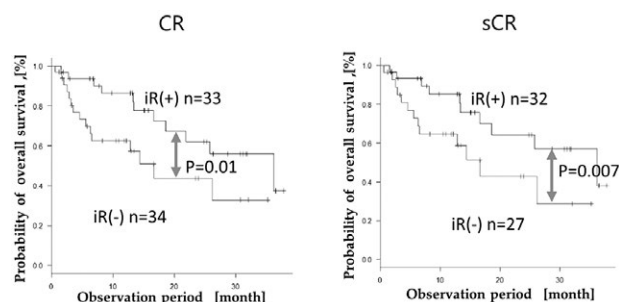 CR
Probability of overall survival ,[%]
1.0
0.8
0.6
0.4
0.2
0.0
iR(+) n=33
P=0.01
iR(-) n=34
0
10
20
30
Observation period [month]
sCR
Probability of overall survival ,[%]
1.0
0.8
0.6
0.4
0.2
0.0
iR(+) n=32
P=0.007
iR(-) n=27
0
10
20
30
Observation period [month]